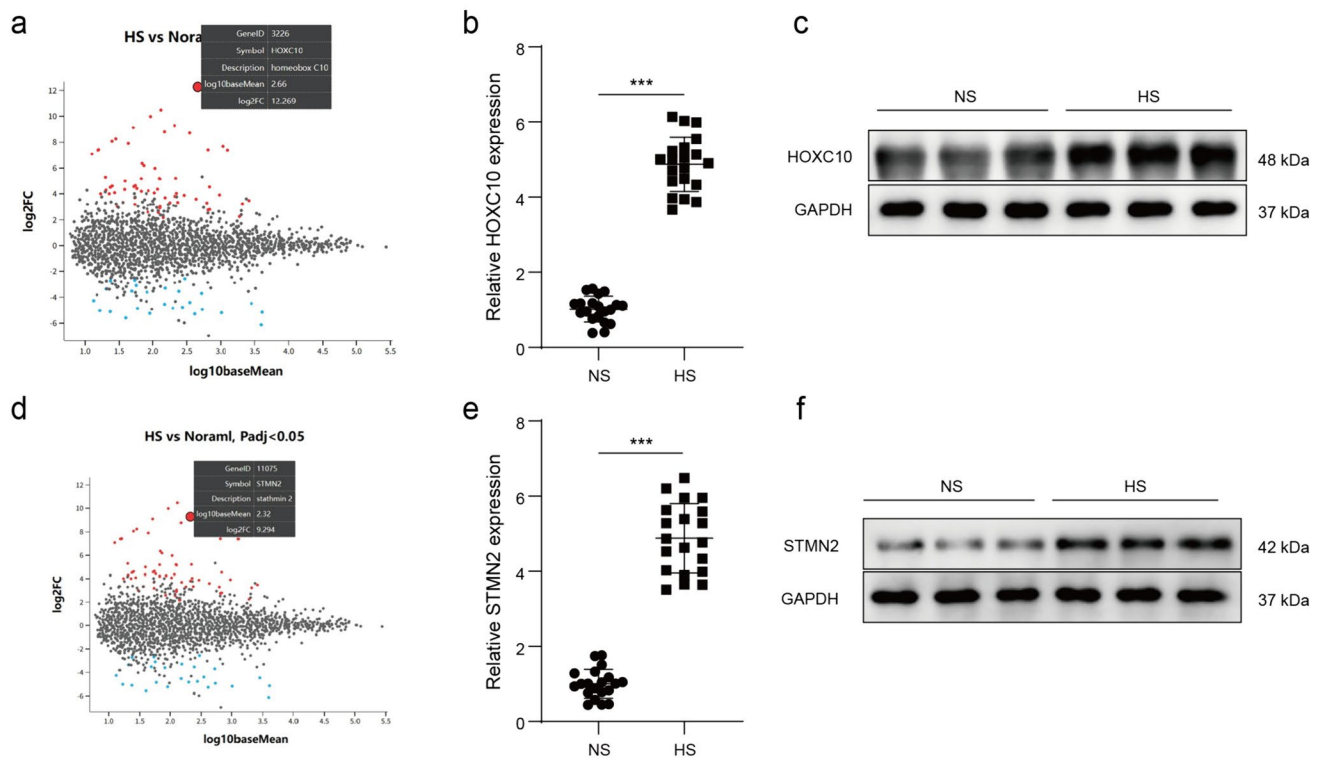 a
HS vs Nora
GeneID 3226
Symbol HOXC10
Description homeobox C10
log10baseMean 2.66
log2FC 12.269
12
10
8
6
4
2
0
-2
-4
-6
log2FC
1.0 1.5 2.0 2.5 3.0 3.5 4.0 4.5 5.0 5.5
log10baseMean
b
Relative HOXC10 expression
8
6
4
2
0
***
NS HS
c
NS HS
HOXC10 48 kDa
GAPDH 37 kDa
d
HS vs Noraml, Padj<0.05
GeneID 11075
Symbol STMN2
Description stathmin 2
log10baseMean 2.32
log2FC 9.294
12
10
8
6
4
2
0
-2
-4
-6
log2FC
1.0 1.5 2.0 2.5 3.0 3.5 4.0 4.5 5.0 5.5
log10baseMean
e
Relative STMN2 expression
8
6
4
2
0
***
NS HS
f
NS HS
STMN2 42 kDa
GAPDH 37 kDa